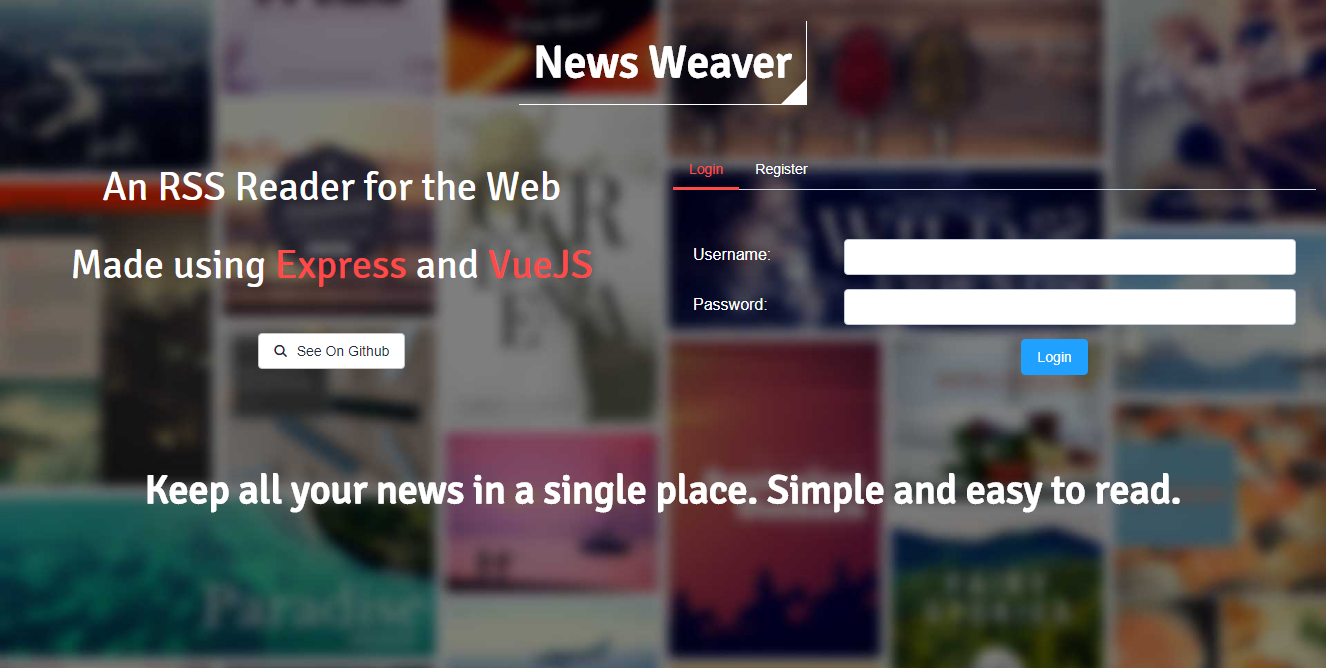 News Weaver
An RSS Reader for the Web
Made using Express and VueJS
See On Github
Login
Register
Username:
Password:
Login
Keep all your news in a single place. Simple and easy to read.
Paradise